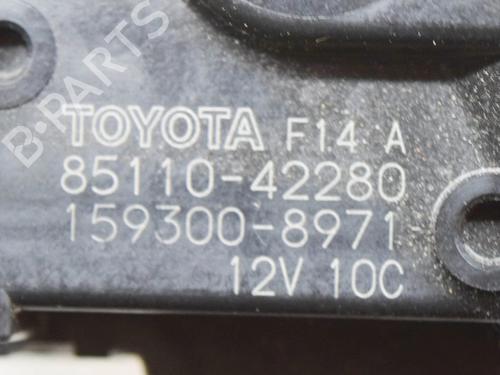 B-PARTS
TOYOTA F14 A
85110-42280
159300-8971
12V 10C